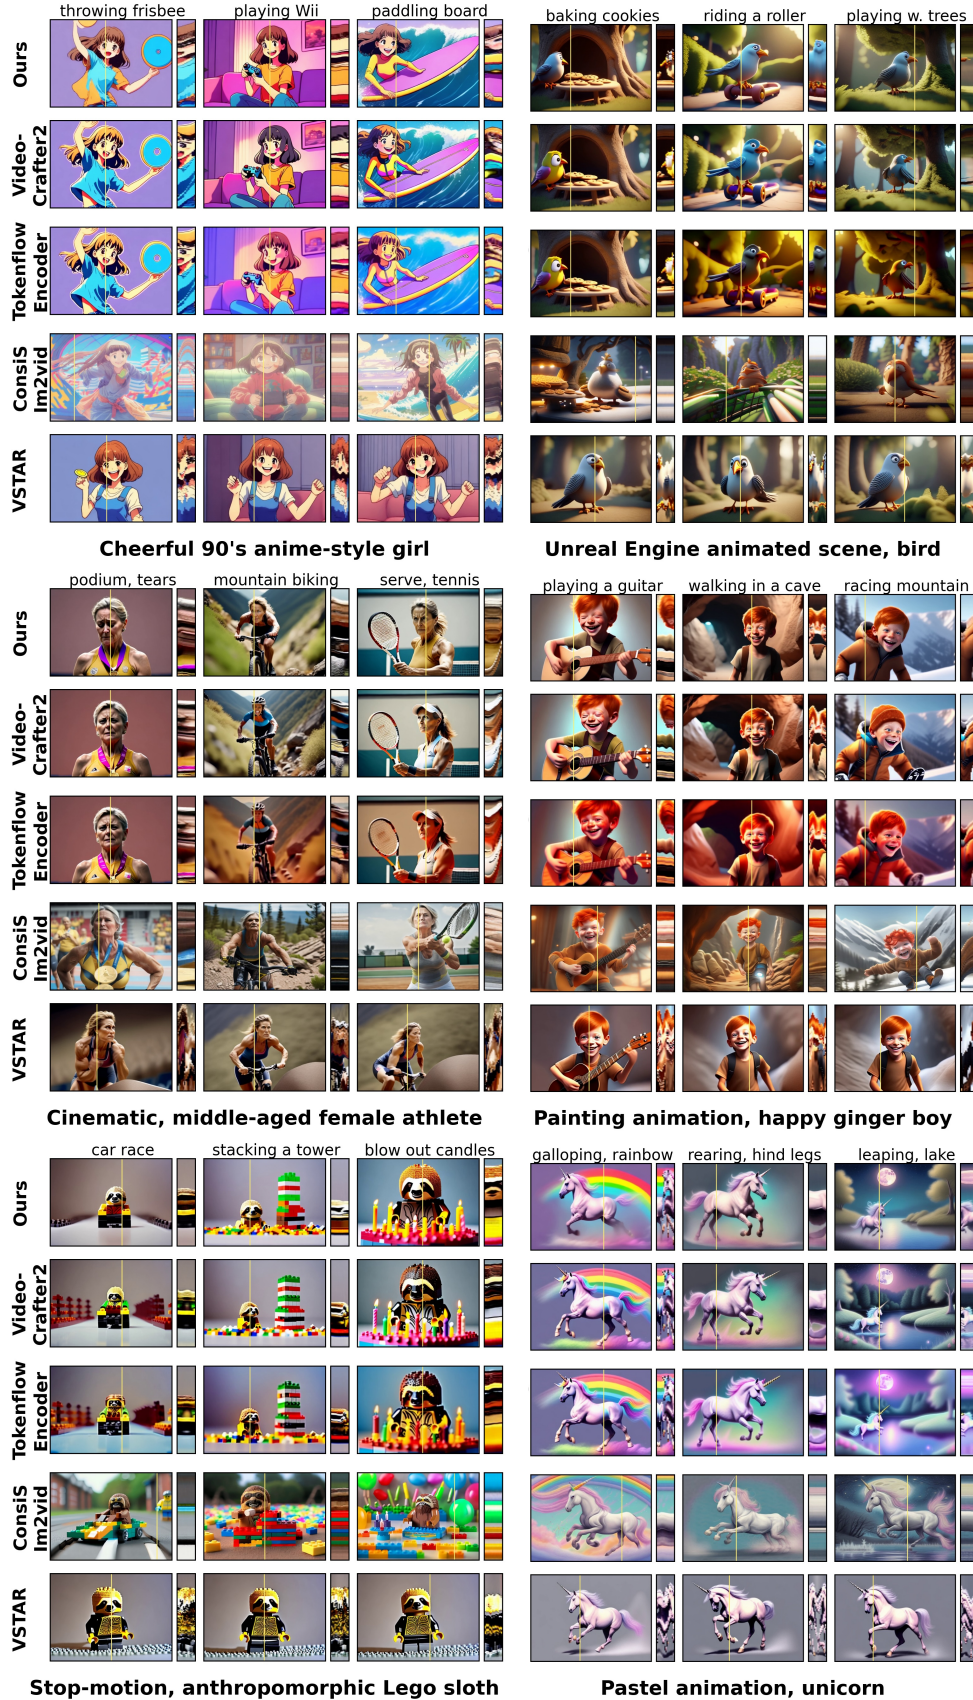 throwing frisbee
playing Wii
paddling board
Ours
Video-
Crafter2
Tokenflow
Encoder
ConsiS
Im2vid
VSTAR
Cheerful 90's anime-style girl
baking cookies
riding a roller
playing w. trees
Unreal Engine animated scene, bird
podium, tears
mountain biking
serve, tennis
Ours
Video-
Crafter2
Tokenflow
Encoder
ConsiS
Im2vid
VSTAR
Cinematic, middle-aged female athlete
playing a guitar
walking in a cave
racing mountain
Painting animation, happy ginger boy
car race
stacking a tower
blow out candles
Ours
Video-
Crafter2
Tokenflow
Encoder
ConsiS
Im2vid
VSTAR
Stop-motion, anthropomorphic Lego sloth
galloping, rainbow
rearing, hind legs
leaping, lake
Pastel animation, unicorn